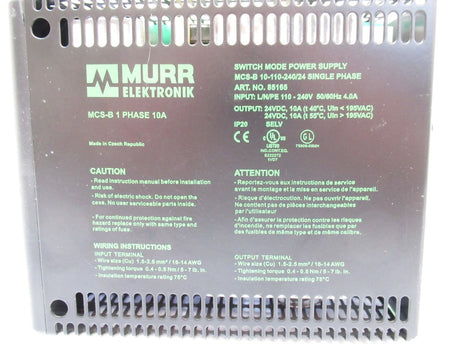 MURR
ELEKTRONIK
MCS-B 1 PHASE 10A
Made in Czech Republic
SWITCH MODE POWER SUPPLY
MCS-B 10-110-240/24 SINGLE PHASE
ART. NO. 85165
INPUT: L/N/PE 110 - 240V 50/60Hz 4.0A
OUTPUT: 24VDC, 10A (t 40°C, UIn < 195VAC)
24VDC, 10A (t 55°C, UIn > 195VAC)
IP20 SELV
LISTED
IND.CONT.EQ.
CAUTION
- Read instruction manual before installation
and use.
- Risk of electric shock. Do not open the
case. No user serviceable parts inside.
- For continued protection against fire
hazard replace only with same type and
ratings of fuse.
WIRING INSTRUCTIONS
INPUT TERMINAL
- Wire size (Cu) 1.5-2.5 mm² / 16-14 AWG
- Tightening torque 0.4 - 0.5 Nm / 5 - 7 lb. in.
- Insulation temperature rating 75°C
ATTENTION
- Reportez-vous aux instructions de service
avant le montage et la mise en service de l'appareil.
- Risque d'électrocution. Ne pas ouvrir l'appareil.
Ne contient pas de pièces interchangeables
par l'utilisateur
- Afin d'assurer la protection contre les risques
d'incendie, ne remplacer les fusibles que par
des fusibles de même type et de même calibre.
OUTPUT TERMINAL
- Wire size (Cu) 1.5-2.5mm² / 16-14 AWG
- Tightening torque 0.4 - 0.5 Nm / 5 - 7 lb. in.
- Insulation temperature rating 75°C